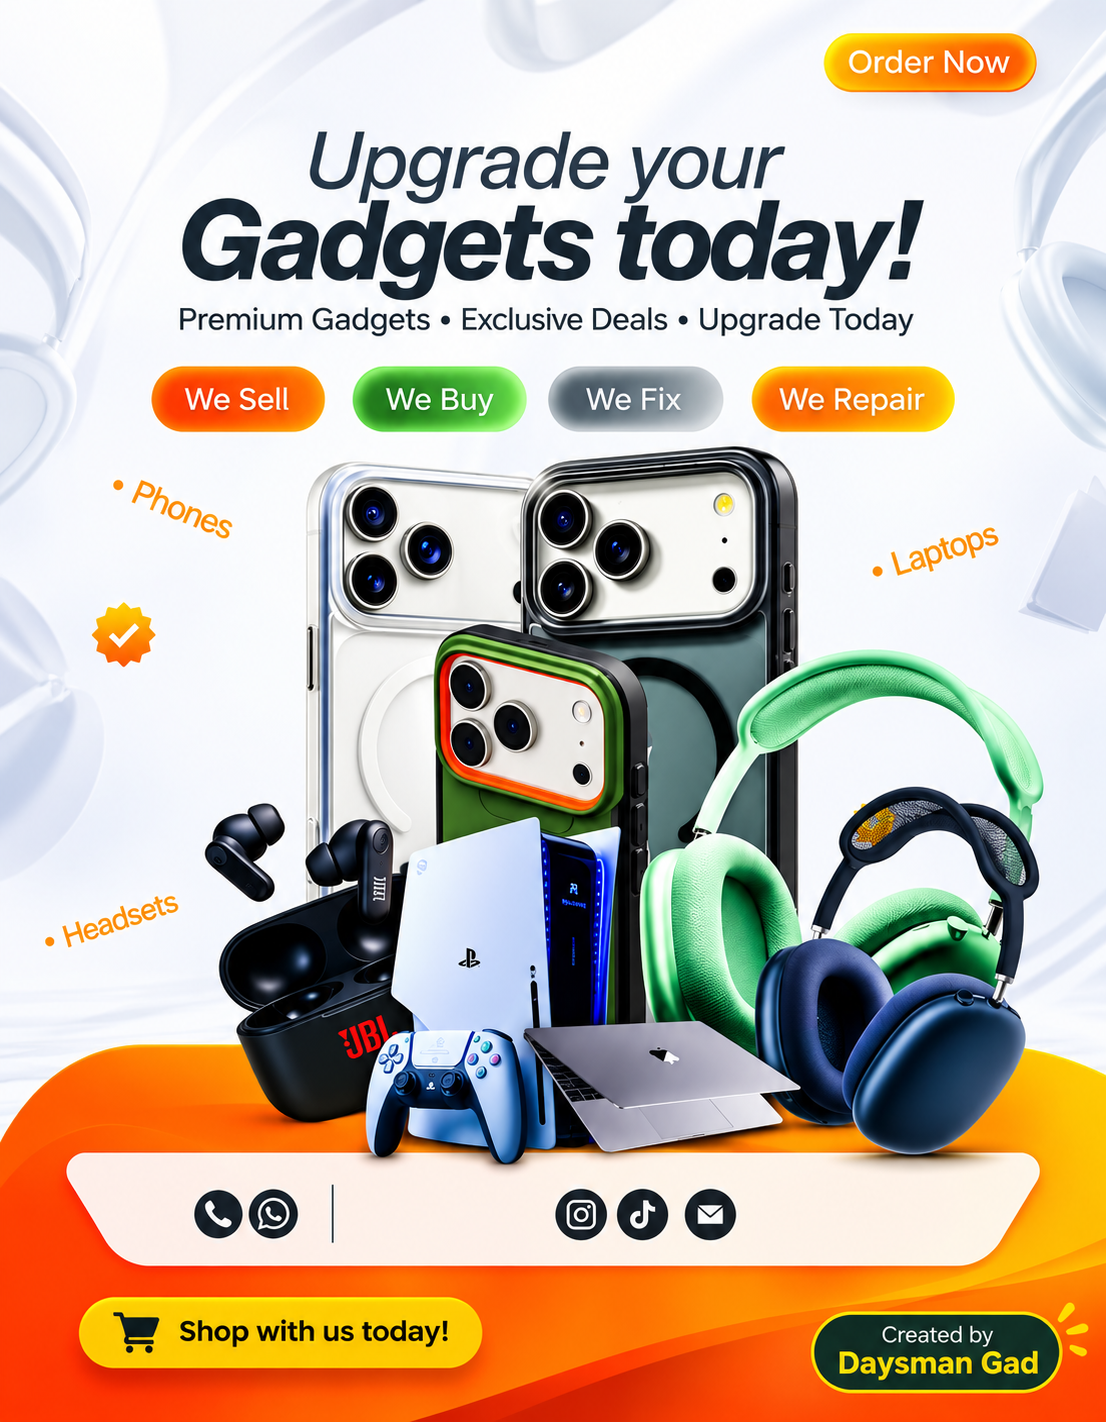 Order Now
Upgrade your
Gadgets today!
Premium Gadgets • Exclusive Deals • Upgrade Today
We Sell
We Buy
We Fix
We Repair
• Phones
• Laptops
• Headsets
JBL
JBL
Shop with us today!
Created by
Daysman Gad